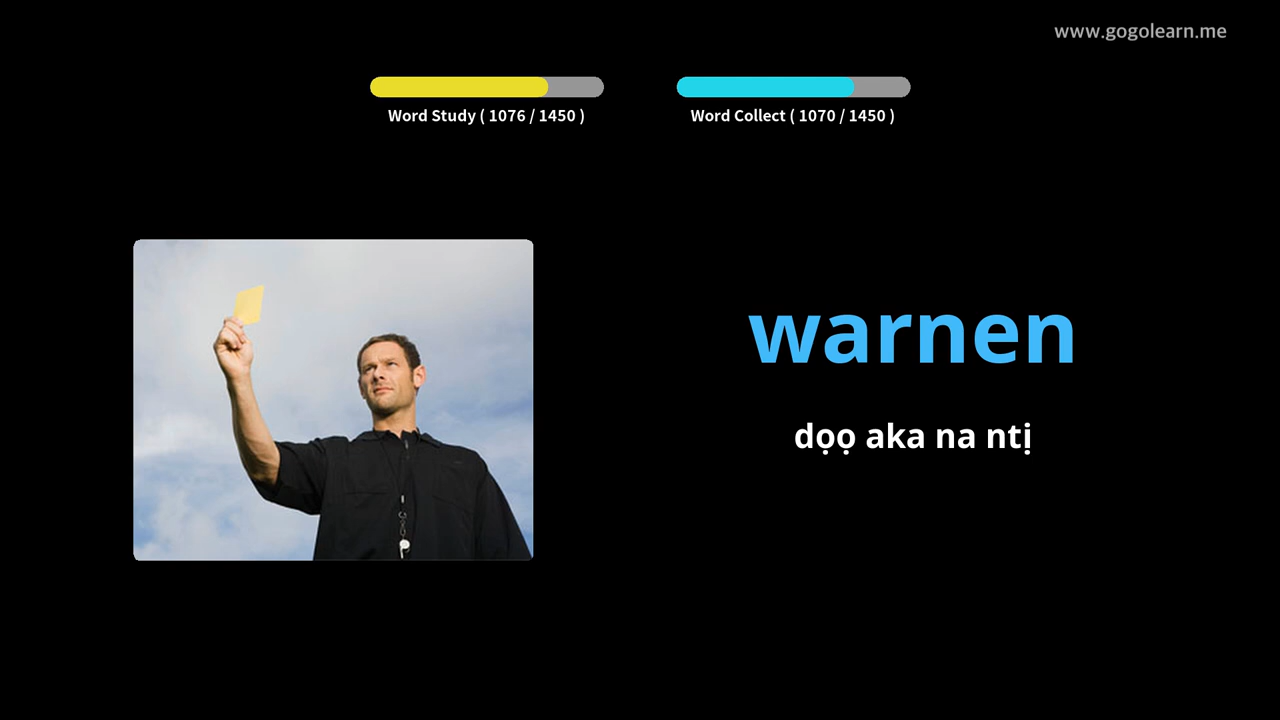 www.gogolearn.me
Word Study ( 1076 / 1450 )
Word Collect ( 1070 / 1450 )
warnen
dọọ aka na ntị